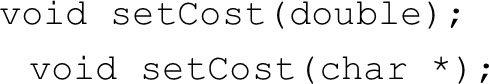 void setCost(double);
void setCost(char *);